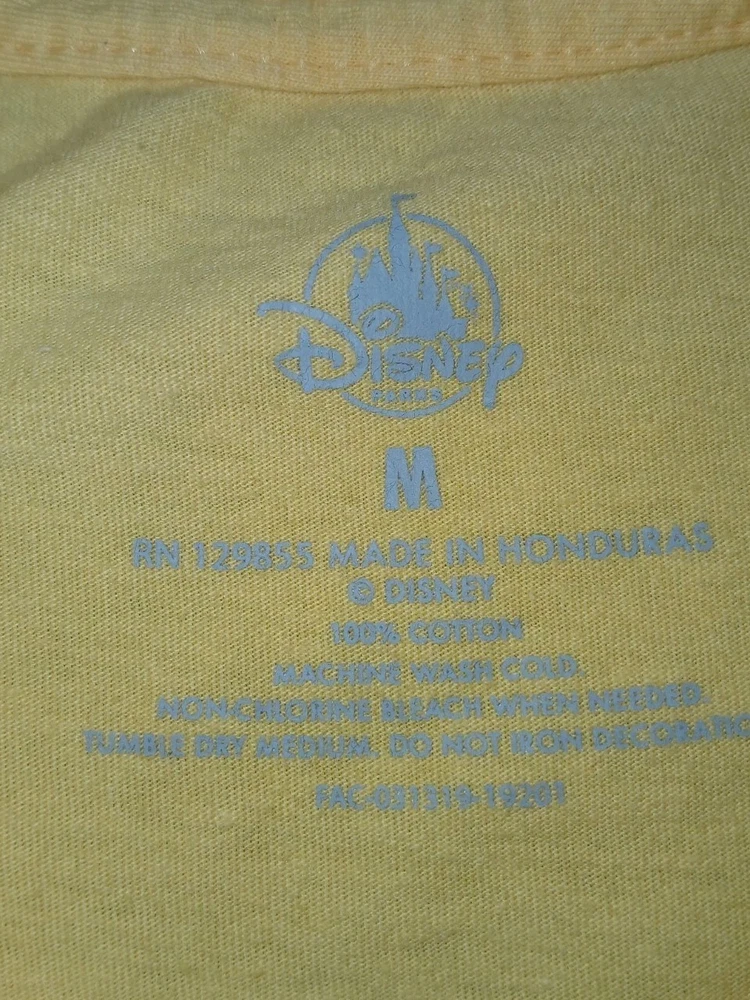 DISNEY
PARKS
M
RN 129855 MADE IN HONDURAS
© DISNEY
100% COTTON
MACHINE WASH COLD.
NON-CHLORINE BLEACH WHEN NEEDED.
TUMBLE DRY MEDIUM. DO NOT IRON DECORATIO
FAC-031319-19201